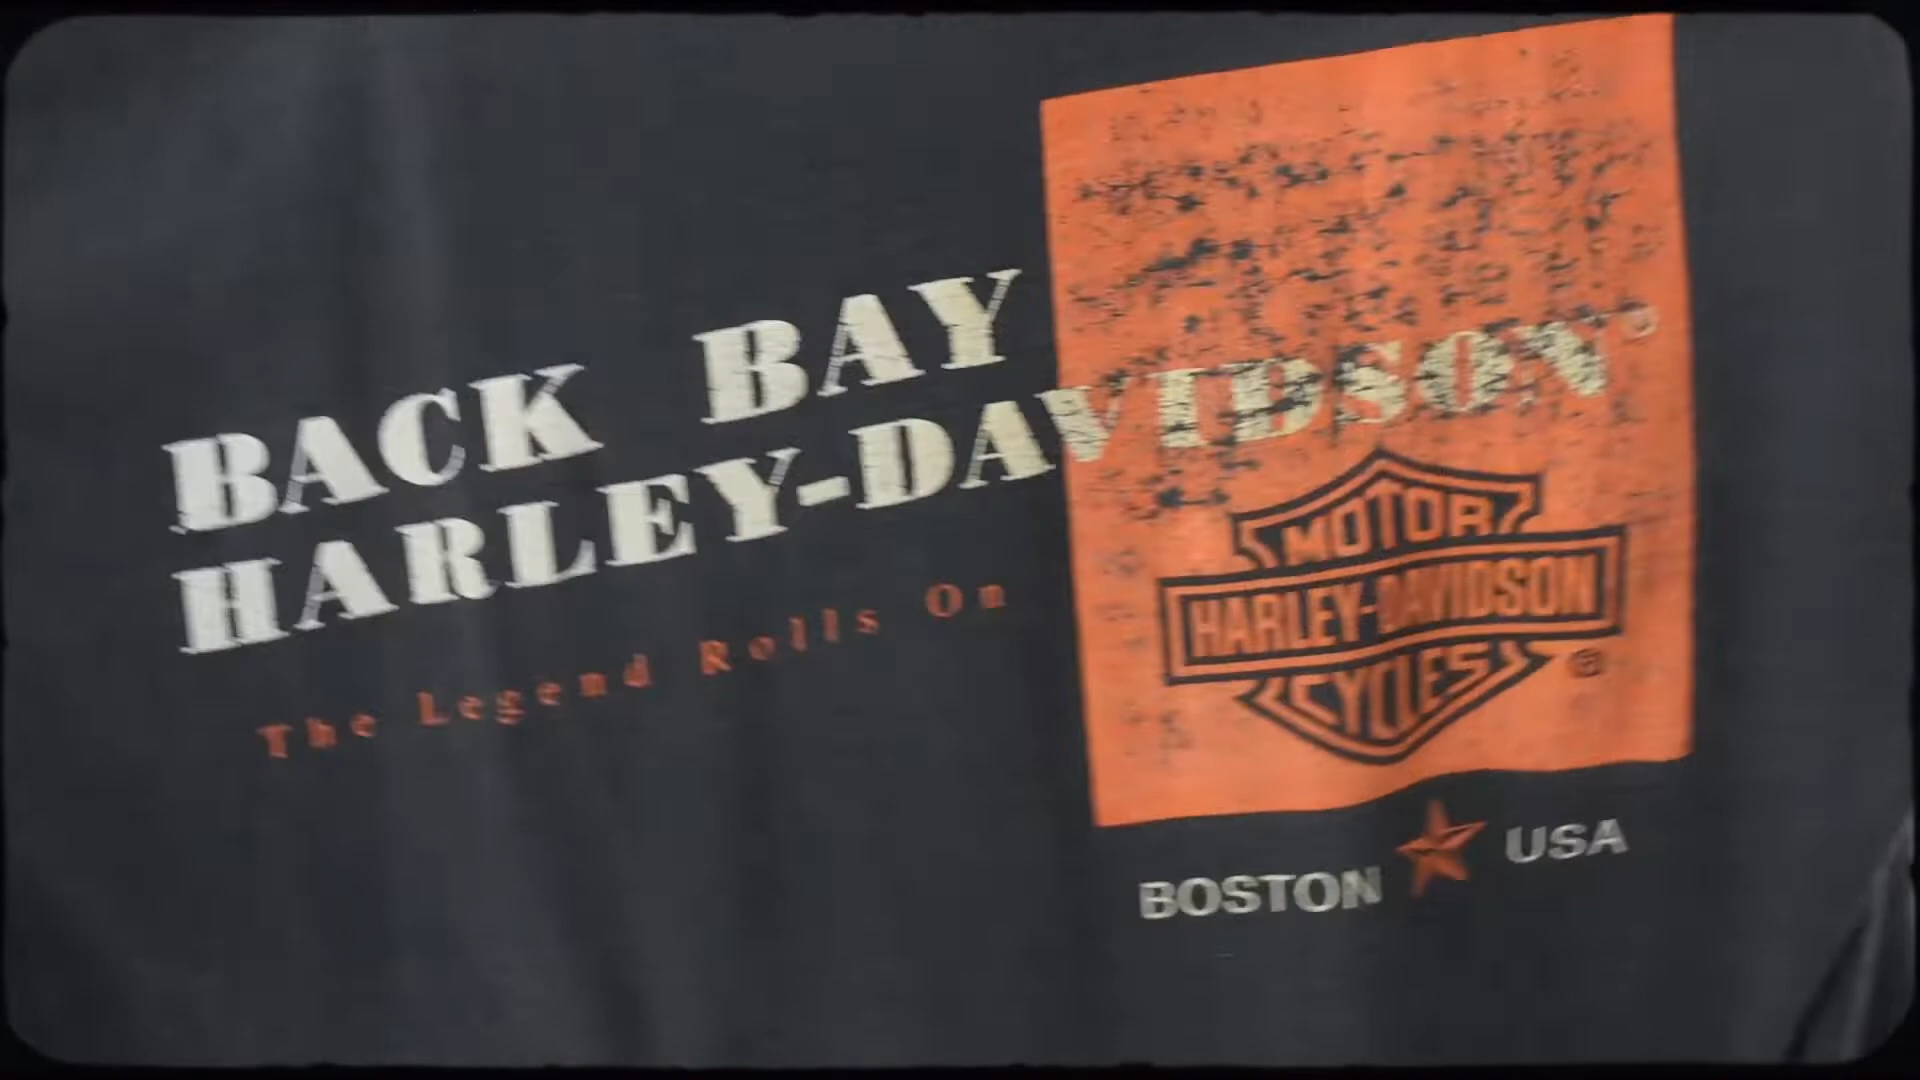 BACK BAY
HARLEY-DAVIDSON®
The Legend Rolls On
MOTOR
HARLEY-DAVIDSON
CYCLES
®
BOSTON USA